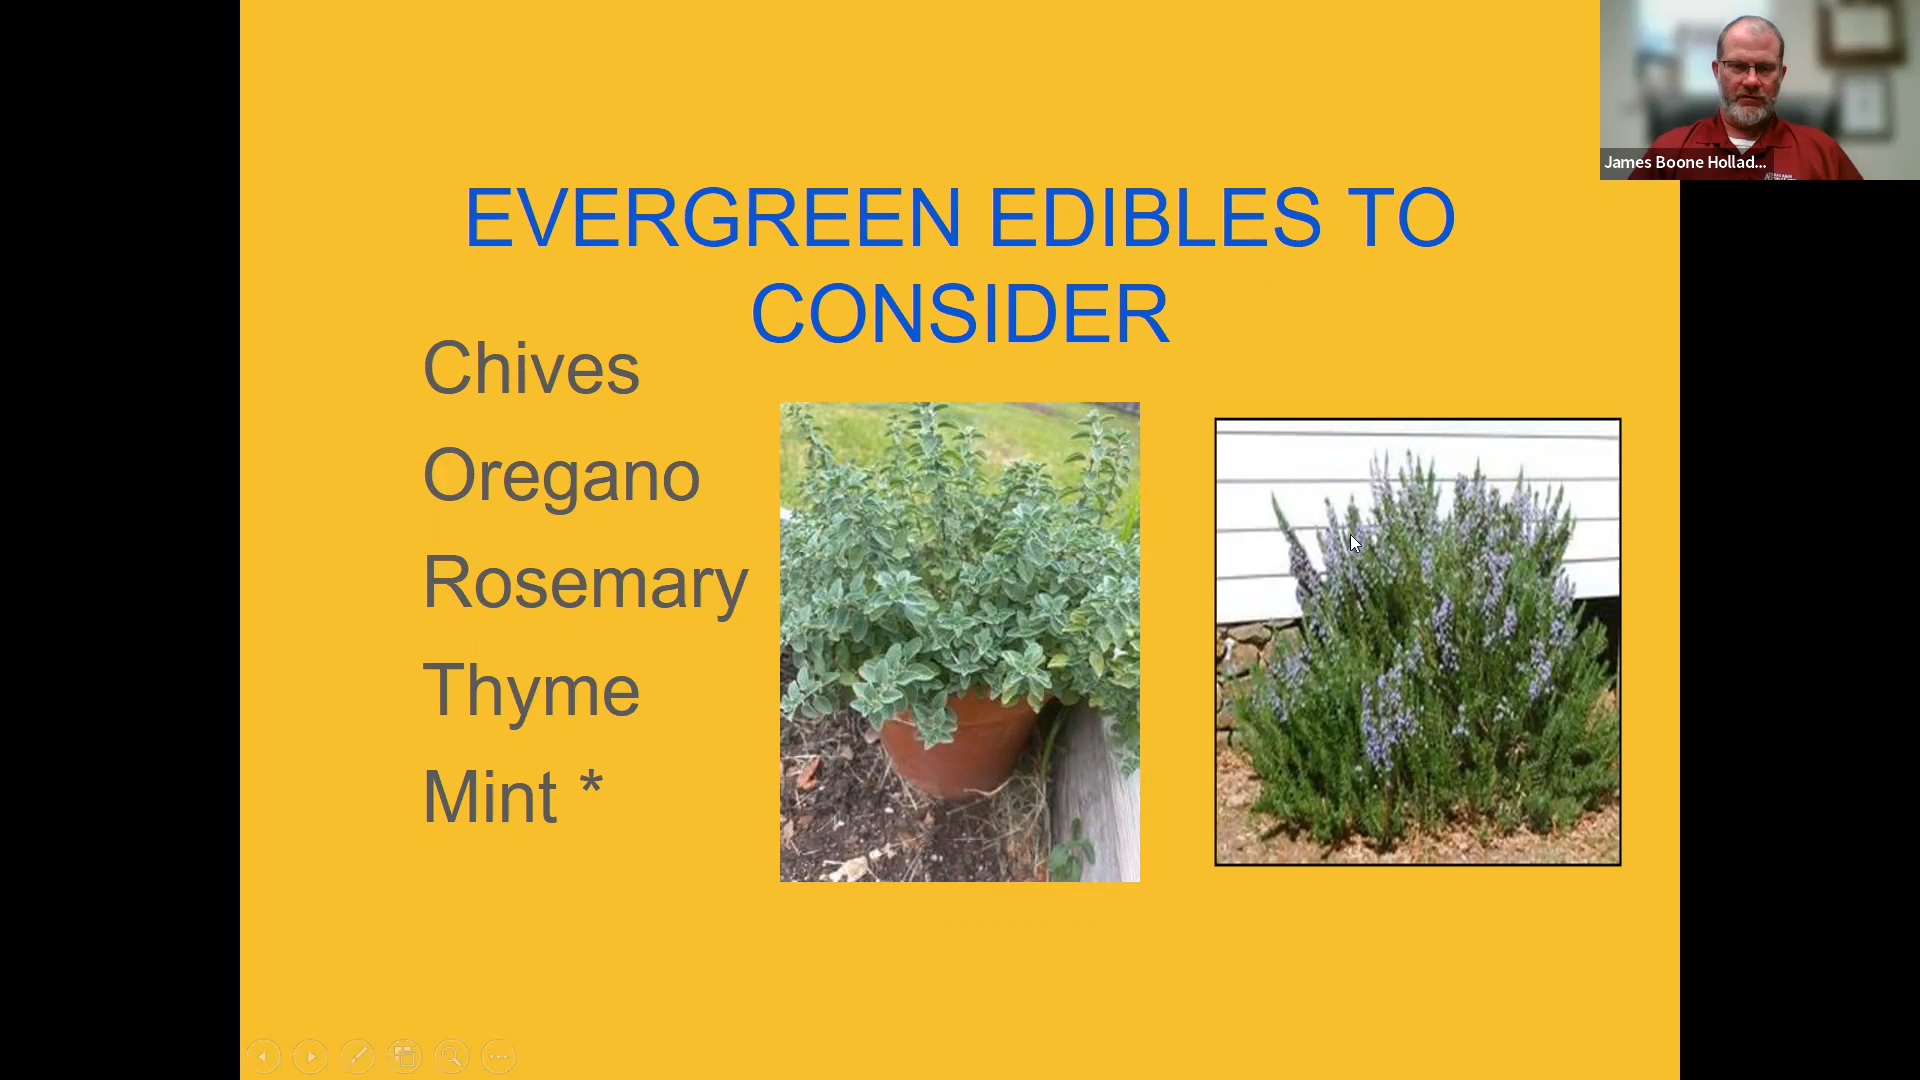 EVERGREEN EDIBLES TO
CONSIDER
Chives
Oregano
Rosemary
Thyme
Mint *
James Boone Hollad...